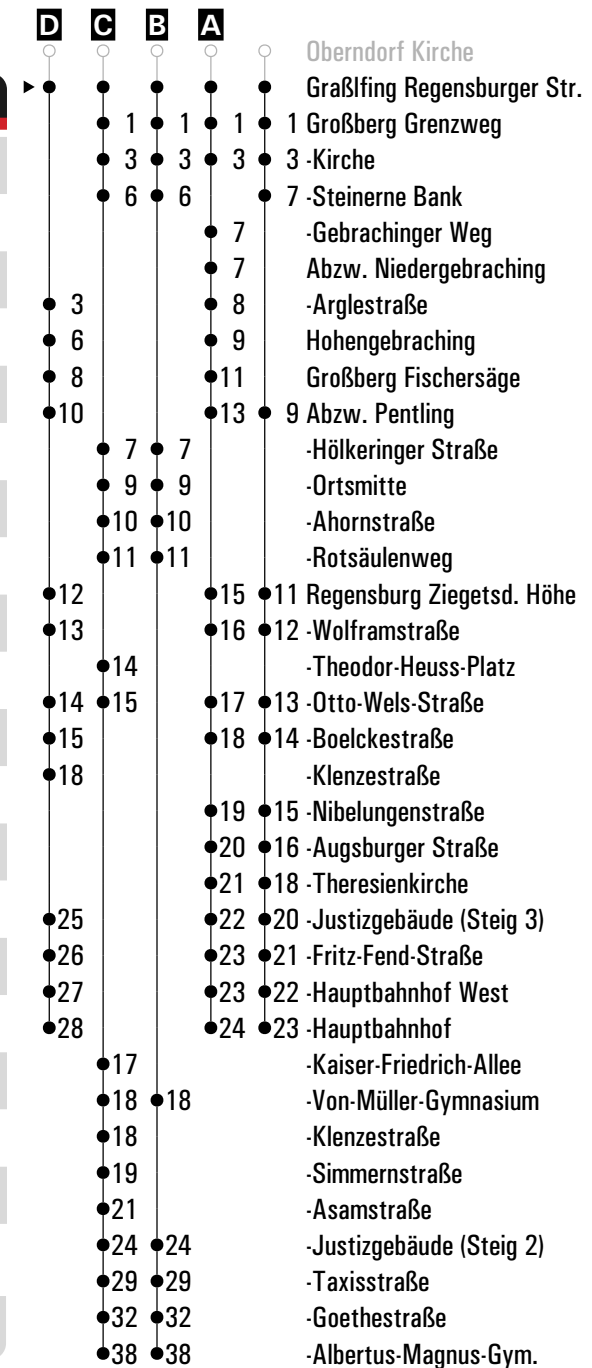 D C B A
Oberndorf Kirche
Graßlfing Regensburger Str.
1 1 1 1 Großberg Grenzweg
3 3 3 3 -Kirche
6 6 7 -Steinerne Bank
7 -Gebrachinger Weg
7 Abzw. Niedergebraching
3 8 -Arglestraße
6 9 Hohengebraching
8 11 Großberg Fischersäge
10 13 9 Abzw. Pentling
7 7 -Hölkeringer Straße
9 9 -Ortsmitte
10 10 -Ahornstraße
11 11 -Rotsäulenweg
12 15 11 Regensburg Ziegetsd. Höhe
13 16 12 -Wolframstraße
14 -Theodor-Heuss-Platz
14 15 17 13 -Otto-Wels-Straße
15 18 14 -Boelckestraße
18 -Klenzestraße
19 15 -Nibelungenstraße
20 16 -Augsburger Straße
21 18 -Theresienkirche
25 22 20 -Justizgebäude (Steig 3)
26 23 21 -Fritz-Fend-Straße
27 23 22 -Hauptbahnhof West
28 24 23 -Hauptbahnhof
17 -Kaiser-Friedrich-Allee
18 18 -Von-Müller-Gymnasium
18 -Klenzestraße
19 -Simmernstraße
21 -Asamstraße
24 24 -Justizgebäude (Steig 2)
29 29 -Taxisstraße
32 32 -Goethestraße
38 38 -Albertus-Magnus-Gym.